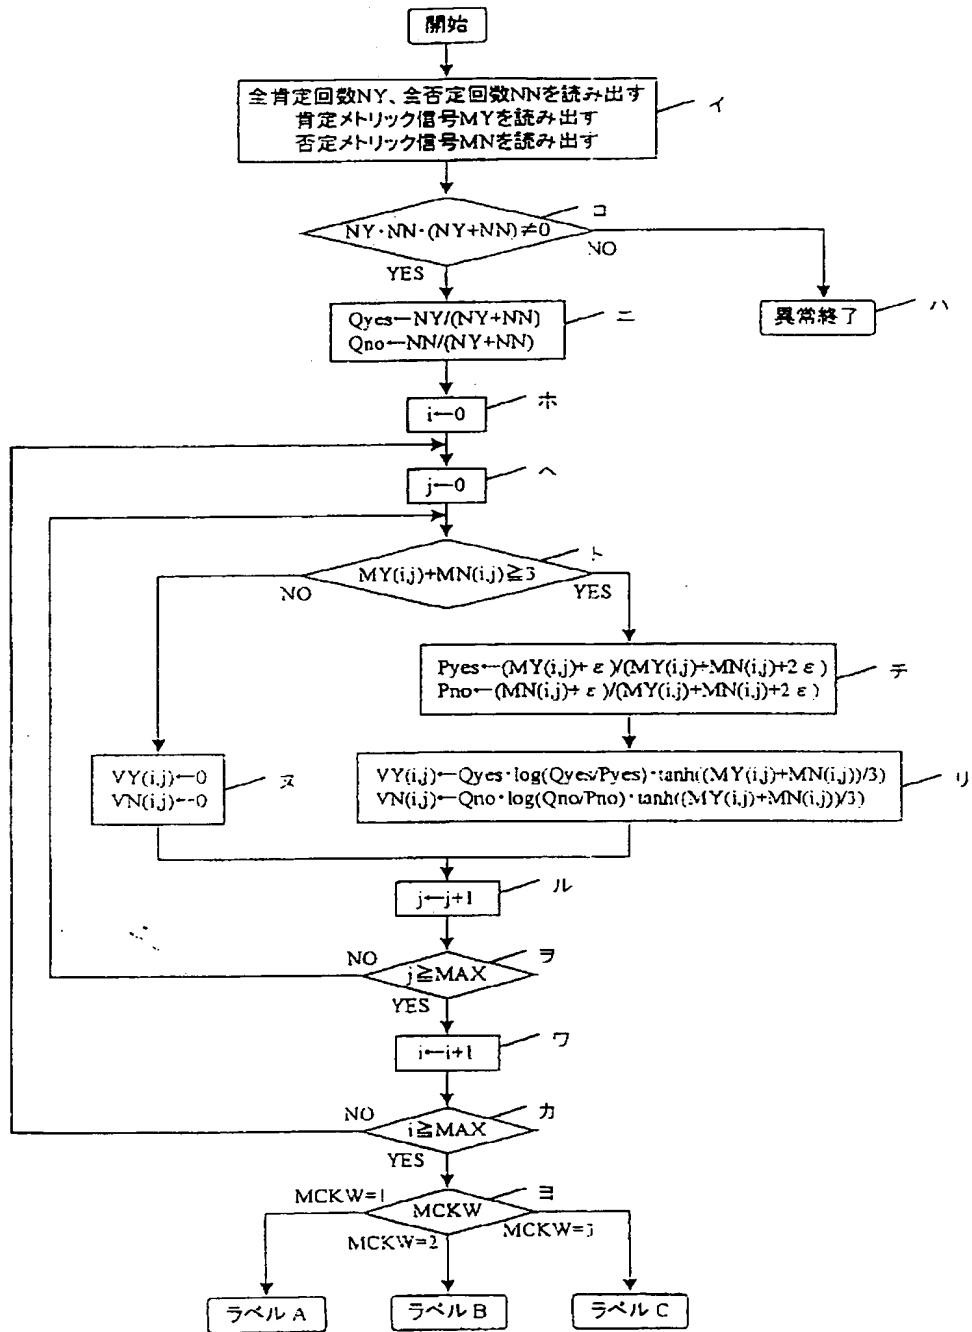 開始
全肯定回数NY、全否定回数NNを読み出す
肯定メトリック信号MYを読み出す
否定メトリック信号MNを読み出す
イ
NY・NN・(NY+NN)≠0
コ
NO
YES
Qyes←NY/(NY+NN)
Qno←NN/(NY+NN)
ニ
異常終了
ハ
i←0
ホ
j←0
ヘ
MY(i,j)+MN(i,j)≧3
ト
NO
YES
Pyes←(MY(i,j)+ε)/(MY(i,j)+MN(i,j)+2ε)
Pno←(MN(i,j)+ε)/(MY(i,j)+MN(i,j)+2ε)
チ
VY(i,j)←0
VN(i,j)←0
ヌ
VY(i,j)←Qyes・log(Qyes/Pyes)・tanh((MY(i,j)+MN(i,j))/3)
VN(i,j)←Qno・log(Qno/Pno)・tanh((MY(i,j)+MN(i,j))/3)
リ
j←j+1
ル
NO
j≧MAX
ヲ
YES
i←i+1
ワ
NO
i≧MAX
カ
YES
MCKW=1
MCKW
ヨ
MCKW=2
MCKW=3
ラベル A
ラベル B
ラベル C